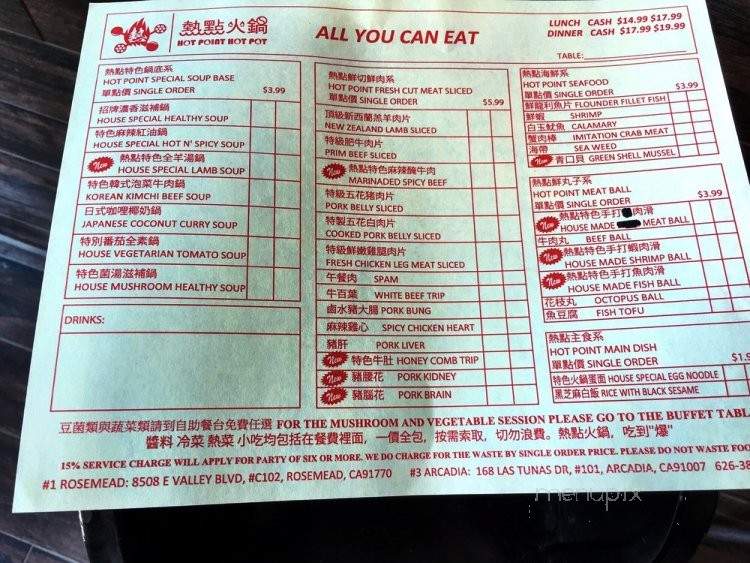 熱點火鍋
HOT POINT HOT POT
ALL YOU CAN EAT
LUNCH CASH $14.99 $17.99
DINNER CASH $17.99 $19.99
TABLE:
熱點特色鍋底系
HOT POINT SPECIAL SOUP BASE
單點價 SINGLE ORDER $3.99
招牌濃香滋補鍋
HOUSE SPECIAL HEALTHY SOUP
特色麻辣紅油鍋
HOUSE SPECIAL HOT N' SPICY SOUP
New 熱點特色全羊湯鍋
HOUSE SPECIAL LAMB SOUP
特色韓式泡菜牛肉鍋
KOREAN KIMCHI BEEF SOUP
日式咖哩椰奶鍋
JAPANESE COCONUT CURRY SOUP
特別番茄全素鍋
HOUSE VEGETARIAN TOMATO SOUP
特色菌湯滋補鍋
HOUSE MUSHROOM HEALTHY SOUP
DRINKS:
熱點鮮切鮮肉系
HOT POINT FRESH CUT MEAT SLICED
單點價 SINGLE ORDER $5.99
頂級新西蘭羔羊肉片
NEW ZEALAND LAMB SLICED
特級肥牛肉片
PRIM BEEF SLICED
New 熱點特色麻辣醃牛肉
MARINADED SPICY BEEF
特級五花豬肉片
PORK BELLY SLICED
特製五花白肉片
COOKED PORK BELLY SLICED
特級鮮嫩雞腿肉片
FRESH CHICKEN LEG MEAT SLICED
午餐肉 SPAM
牛百葉 WHITE BEEF TRIP
鹵水豬大腸 PORK BUNG
麻辣雞心 SPICY CHICKEN HEART
豬肝 PORK LIVER
New 特色牛肚 HONEY COMB TRIP
New 豬腰花 PORK KIDNEY
New 豬腦花 PORK BRAIN
熱點海鮮系
HOT POINT SEAFOOD
單點價 SINGLE ORDER $3.99
鮮龍利魚片 FLOUNDER FILLET FISH
鮮蝦 SHRIMP
白玉魷魚 CALAMARY
蟹肉棒 IMITATION CRAB MEAT
海帶 SEA WEED
New 青口貝 GREEN SHELL MUSSEL
熱點鮮丸子系
HOT POINT MEAT BALL
單點價 SINGLE ORDER $3.99
New 熱點特色手打 肉滑
HOUSE MADE MEAT BALL
牛肉丸 BEEF BALL
New 熱點特色手打蝦肉滑
HOUSE MADE SHRIMP BALL
New 熱點特色手打魚肉滑
HOUSE MADE FISH BALL
花枝丸 OCTOPUS BALL
魚豆腐 FISH TOFU
熱點主食系
HOT POINT MAIN DISH
單點價 SINGLE ORDER
特色火鍋蛋面 HOUSE SPECIAL EGG NOODLE
黑芝麻白飯 RICE WITH BLACK SESAME
豆菌類與蔬菜類請到自助餐台免費任選 FOR THE MUSHROOM AND VEGETABLE SESSION PLEASE GO TO THE BUFFET TABL
醬料 冷菜 熱菜 小吃均包括在餐費裡面，一價全包，按需索取，切勿浪費。熱點火鍋，吃到"爆"
15% SERVICE CHARGE WILL APPLY FOR PARTY OF SIX OR MORE. WE DO CHARGE FOR THE WASTE BY SINGLE ORDER PRICE. PLEASE DO NOT WASTE FOO
#1 ROSEMEAD: 8508 E VALLEY BLVD, #C102, ROSEMEAD, CA91770 #3 ARCADIA: 168 LAS TUNAS DR, #101, ARCADIA, CA91007 626-38
menupix